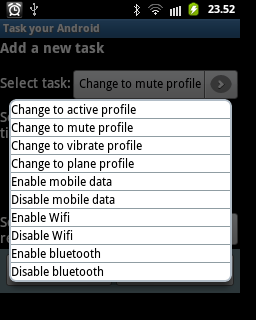 23.52
Task your Android
Add a new task
Select task: Change to mute profile
Change to active profile
Change to mute profile
Change to vibrate profile
Change to plane profile
Enable mobile data
Disable mobile data
Enable Wifi
Disable Wifi
Enable bluetooth
Disable bluetooth